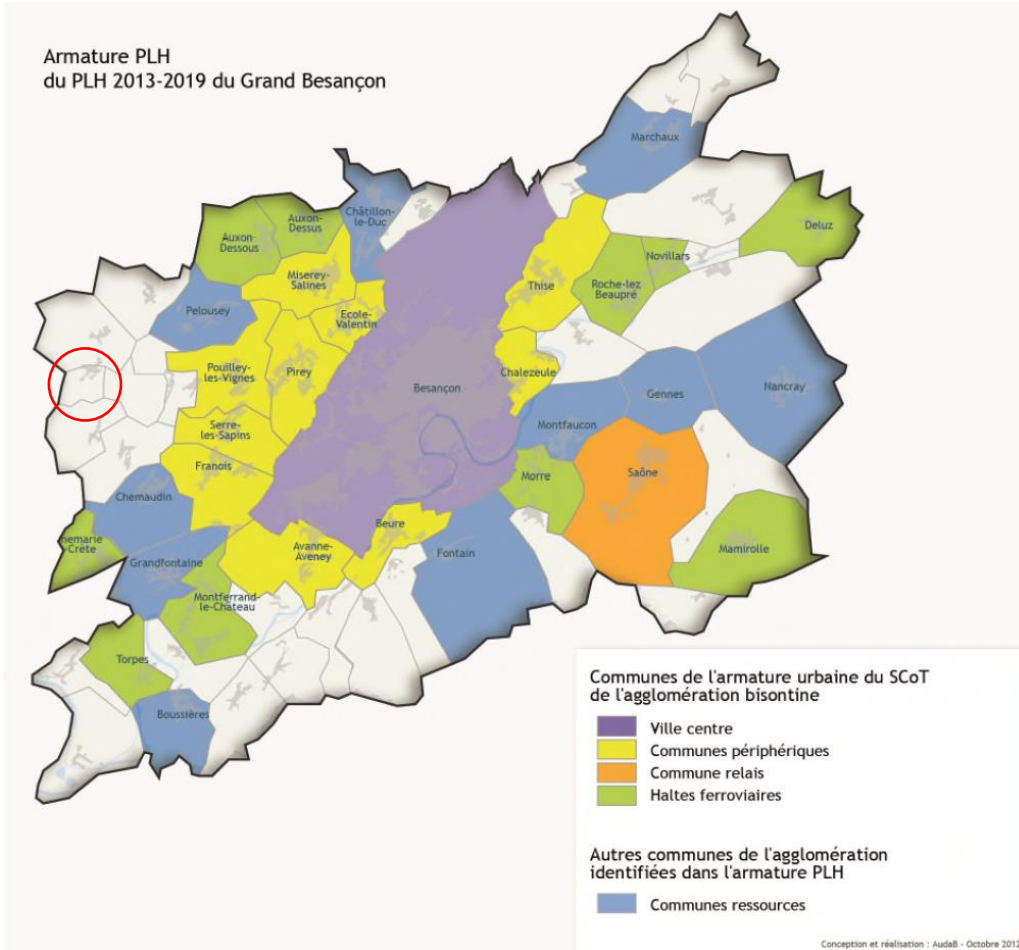 Armature PLH
du PLH 2013-2019 du Grand Besançon
Marchaux
Châtillon-
le-Duc
Auxon-
Dessus
Auxon-
Dessous
Deluz
Novillars
Miserey-
Salines
Thise
Roche-lez
Beaupré
Pelousey
Ecole-
Valentin
Pouilley-
les-Vignes
Pirey
Chalezeule
Besançon
Gennes
Nancray
Serre-
les-Sapins
Montfaucon
Franois
Morre
Saône
Chemaudin
Beure
nemarie
-Crète
Avanne-
Aveney
Fontain
Mamirolle
Grandfontaine
Montferrand-
le-Chateau
Torpes
Boussières
Communes de l'armature urbaine du SCoT
de l'agglomération bisontine
Ville centre
Communes périphériques
Commune relais
Haltes ferroviaires
Autres communes de l'agglomération
identifiées dans l'armature PLH
Communes ressources
Conception et réalisation : AudaB - Octobre 201